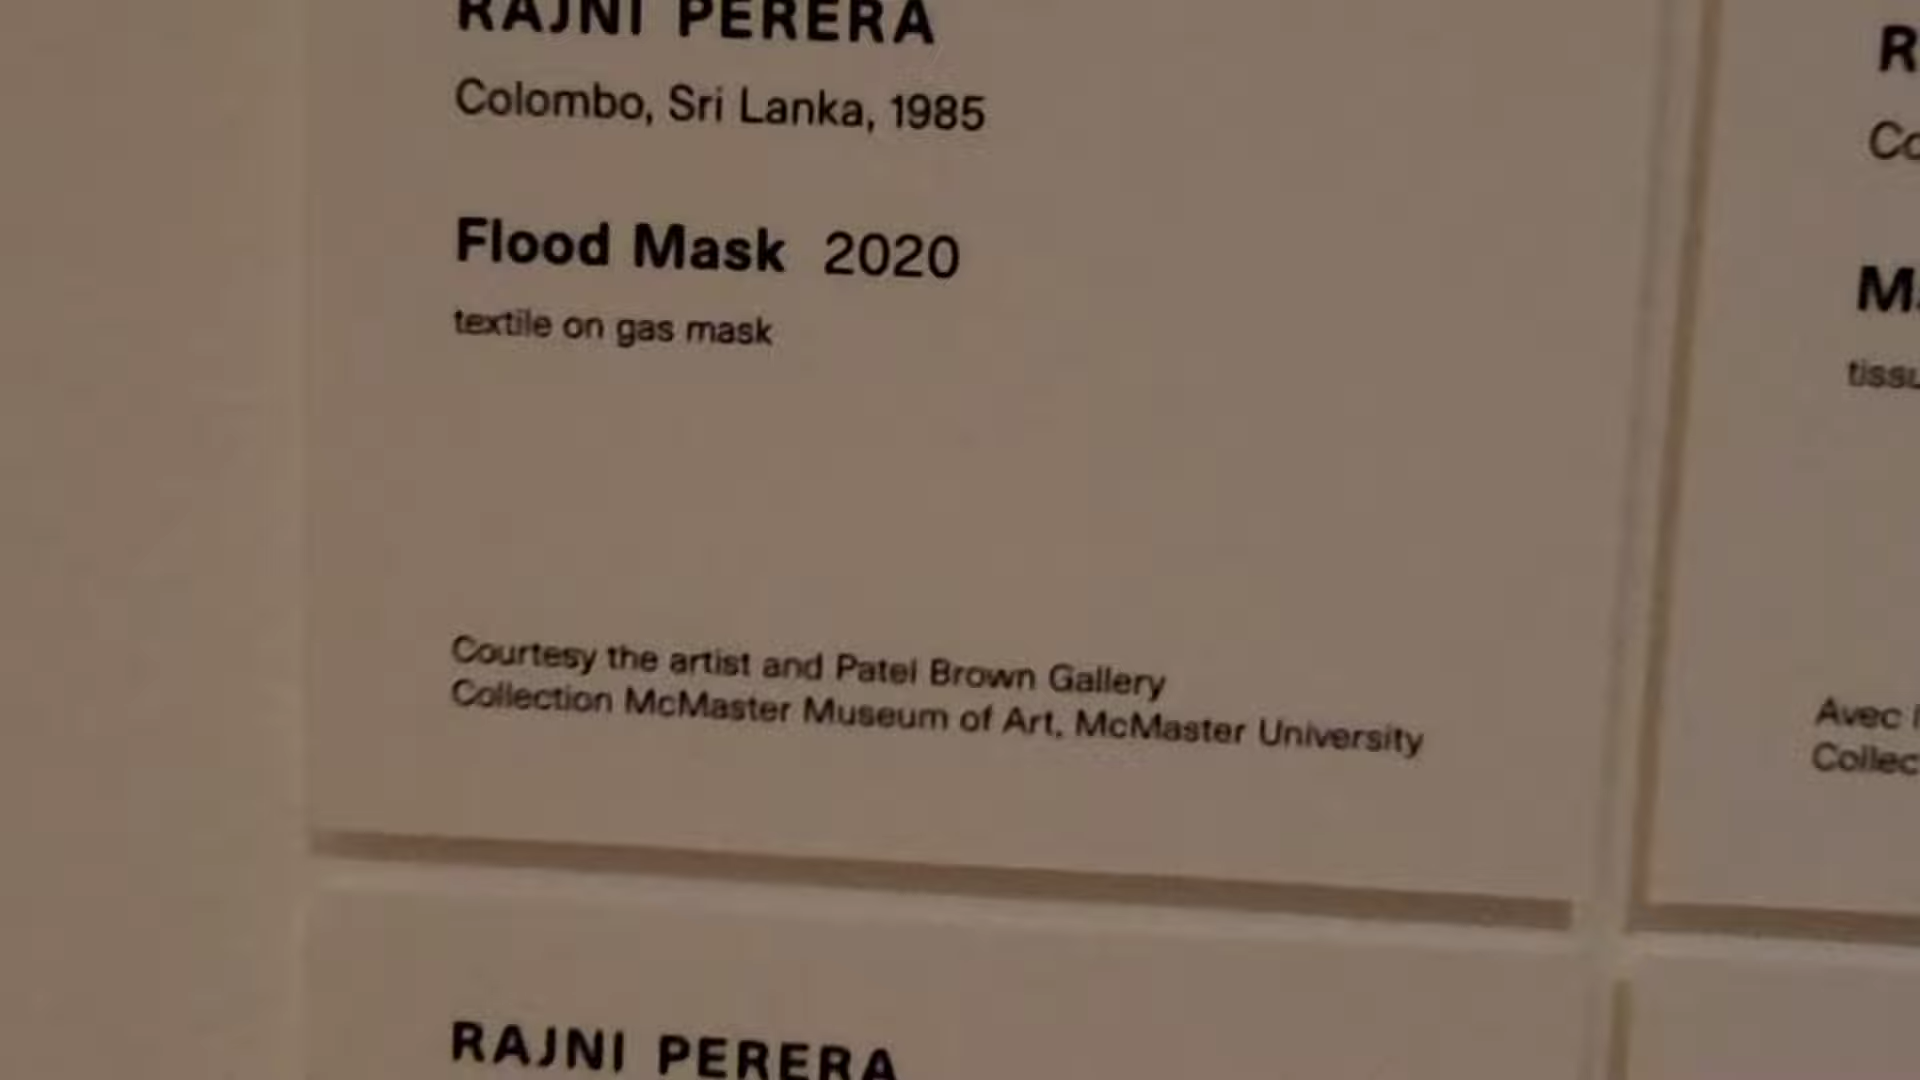 RAJNI PERERA
Colombo, Sri Lanka, 1985
Flood Mask 2020
textile on gas mask
Courtesy the artist and Patel Brown Gallery
Collection McMaster Museum of Art, McMaster University
RAJNI PERERA
Avec